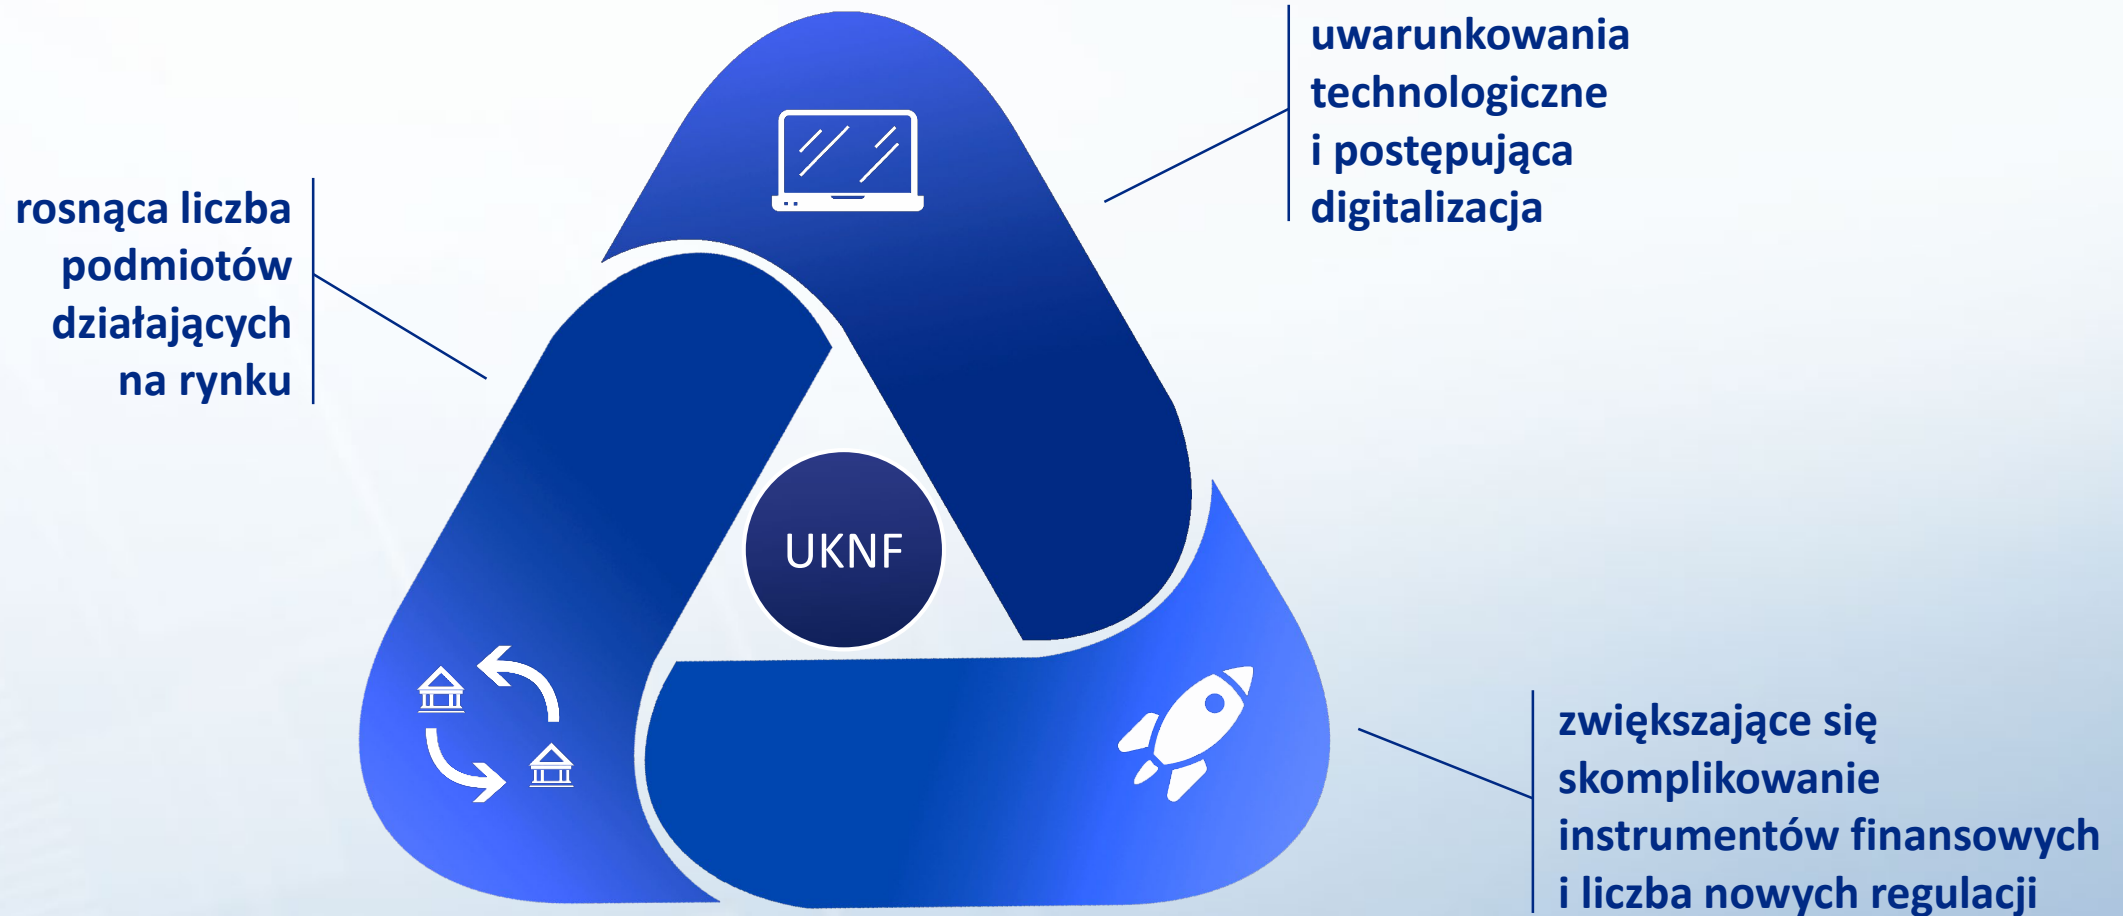 uwarunkowania
technologiczne
i postępująca
digitalizacja
rosnąca liczba
podmiotów
działających
na rynku
UKNF
zwiększające się
skomplikowanie
instrumentów finansowych
i liczba nowych regulacji